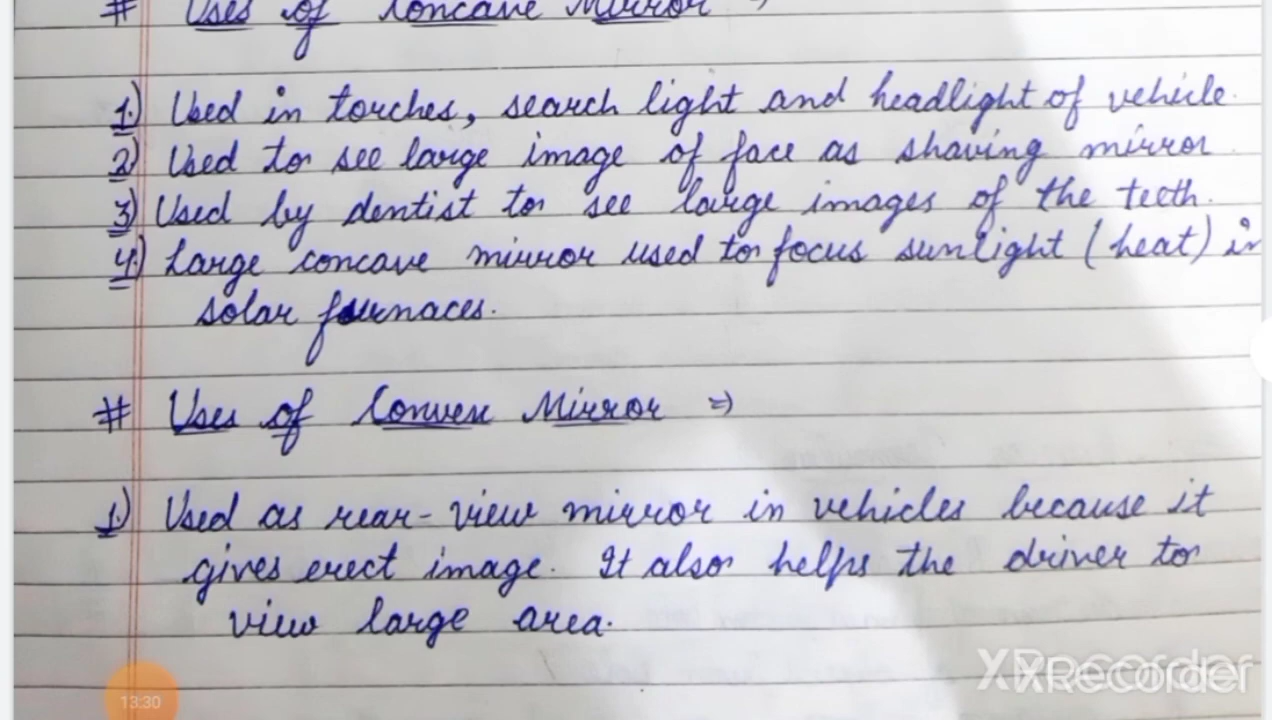 # Uses of Concave Mirror ⇒
1) Used in torches, search light and headlight of vehicle.
2) Used to see large image of face as shaving mirror
3) Used by dentist to see large images of the teeth.
4) Large concave mirror used to focus sunlight (heat) in
solar furnaces.
# Uses of Convex Mirror ⇒
1) Used as rear-view mirror in vehicles because it
gives erect image. It also helps the driver to
view large area.
13:30
XRecorder